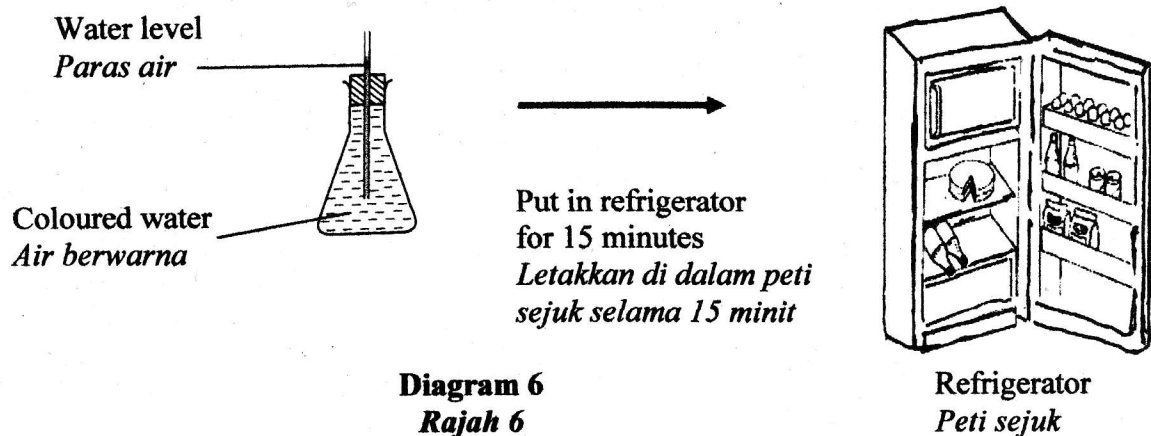 Water level
Paras air
Coloured water
Air berwarna
Put in refrigerator
for 15 minutes
Letakkan di dalam peti
sejuk selama 15 minit
Refrigerator
Peti sejuk
Diagram 6
Rajah 6